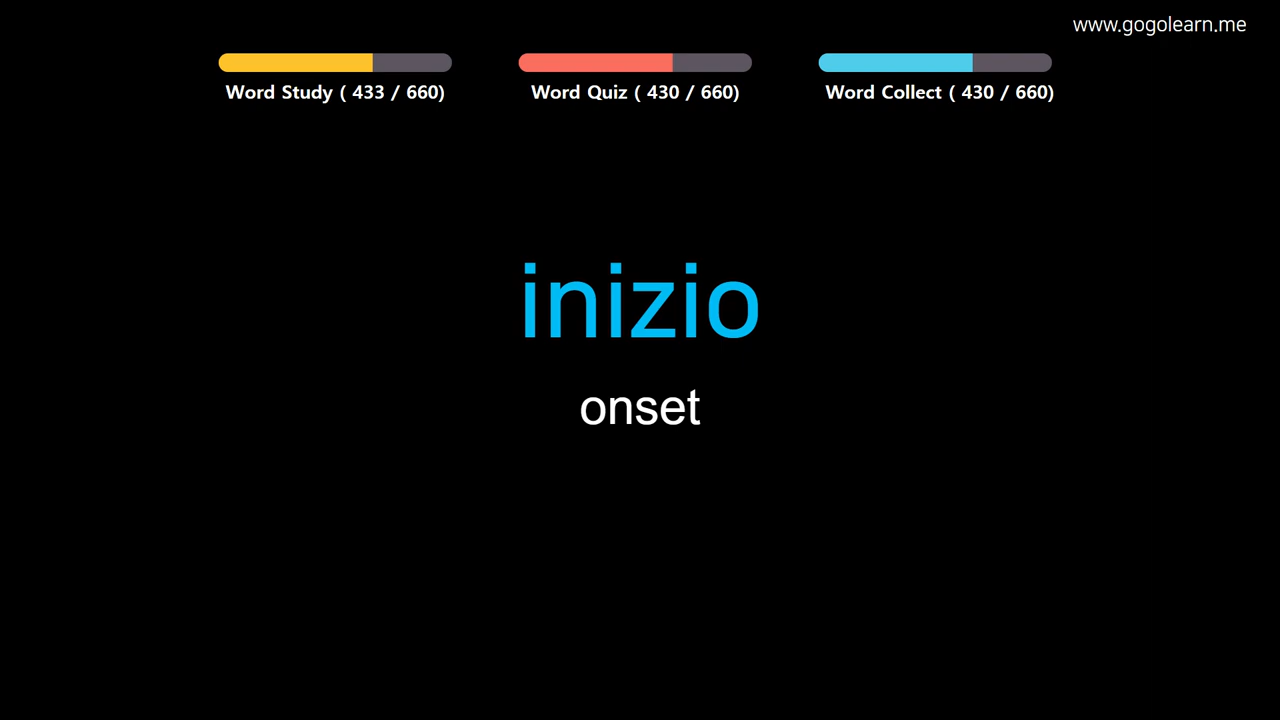 www.gogolearn.me
Word Study ( 433 / 660)
Word Quiz ( 430 / 660)
Word Collect ( 430 / 660)
inizio
onset